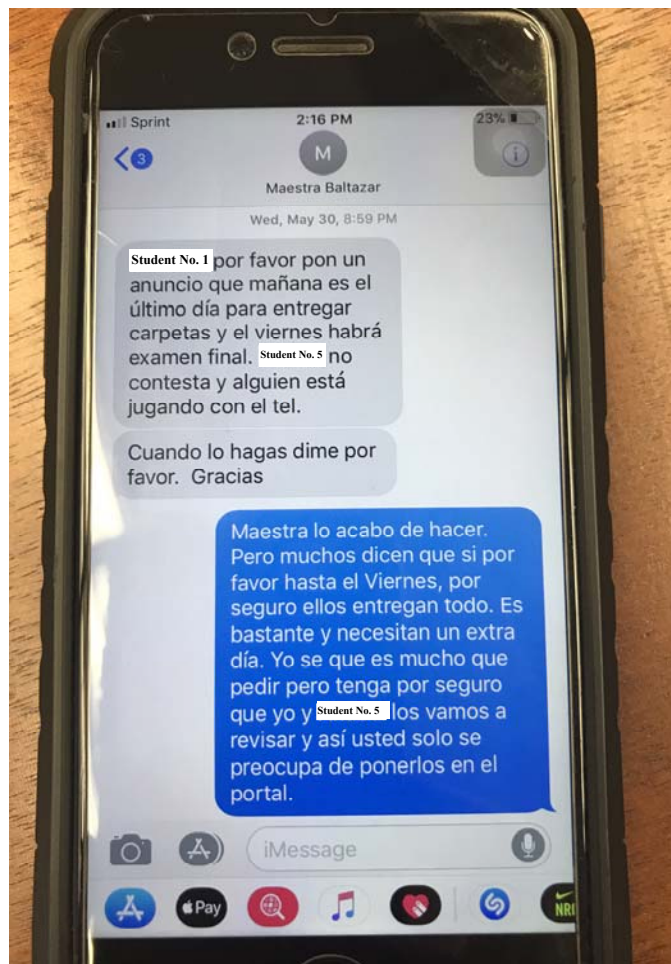 Sprint 2:16 PM 23%
3
M
Maestra Baltazar
Wed, May 30, 8:59 PM
Student No. 1 por favor pon un
anuncio que mañana es el
último día para entregar
carpetas y el viernes habrá
examen final. Student No. 5 no
contesta y alguien está
jugando con el tel.
Cuando lo hagas dime por
favor. Gracias
Maestra lo acabo de hacer.
Pero muchos dicen que si por
favor hasta el Viernes, por
seguro ellos entregan todo. Es
bastante y necesitan un extra
día. Yo se que es mucho que
pedir pero tenga por seguro
que yo y Student No. 5 los vamos a
revisar y así usted solo se
preocupa de ponerlos en el
portal.
iMessage
Pay NRC